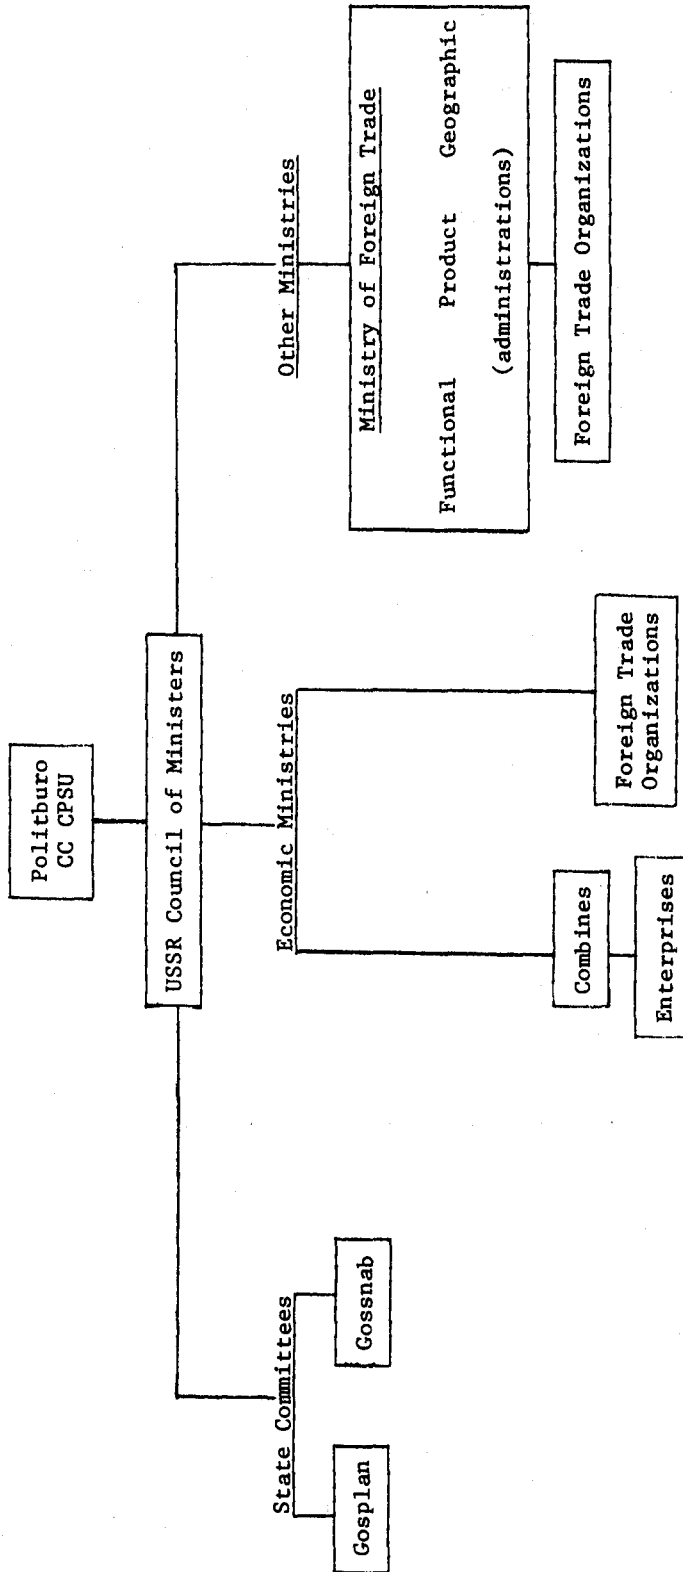 Politburo
CC CPSU
USSR Council of Ministers
State Committees
Economic Ministries
Other Ministries
Gosplan
Gossnab
Ministry of Foreign Trade
Functional Product Geographic
(administrations)
Combines
Foreign Trade
Organizations
Foreign Trade Organizations
Enterprises